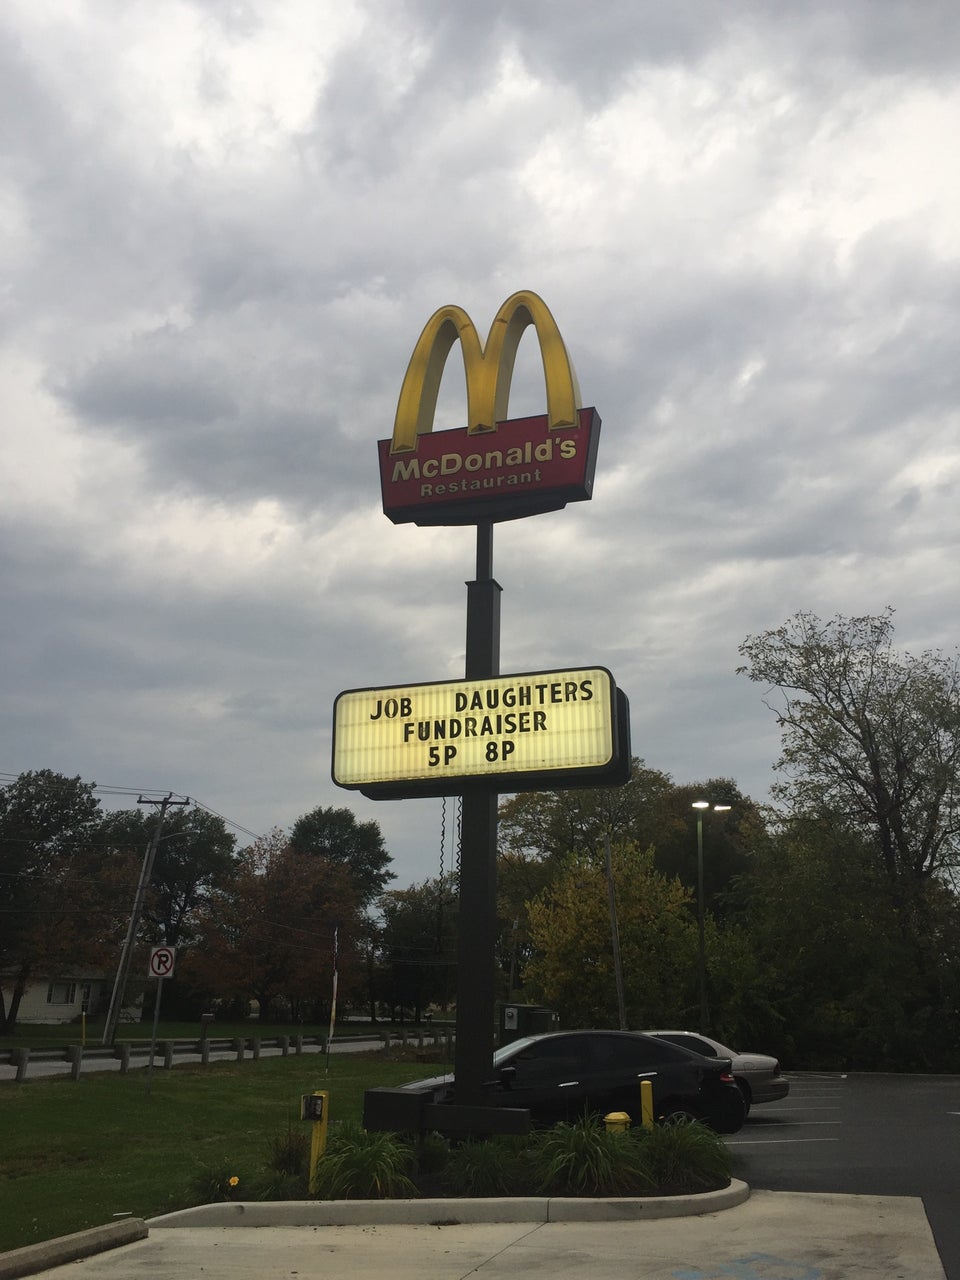 McDonald's
Restaurant
JOB DAUGHTERS
FUNDRAISER
5P 8P